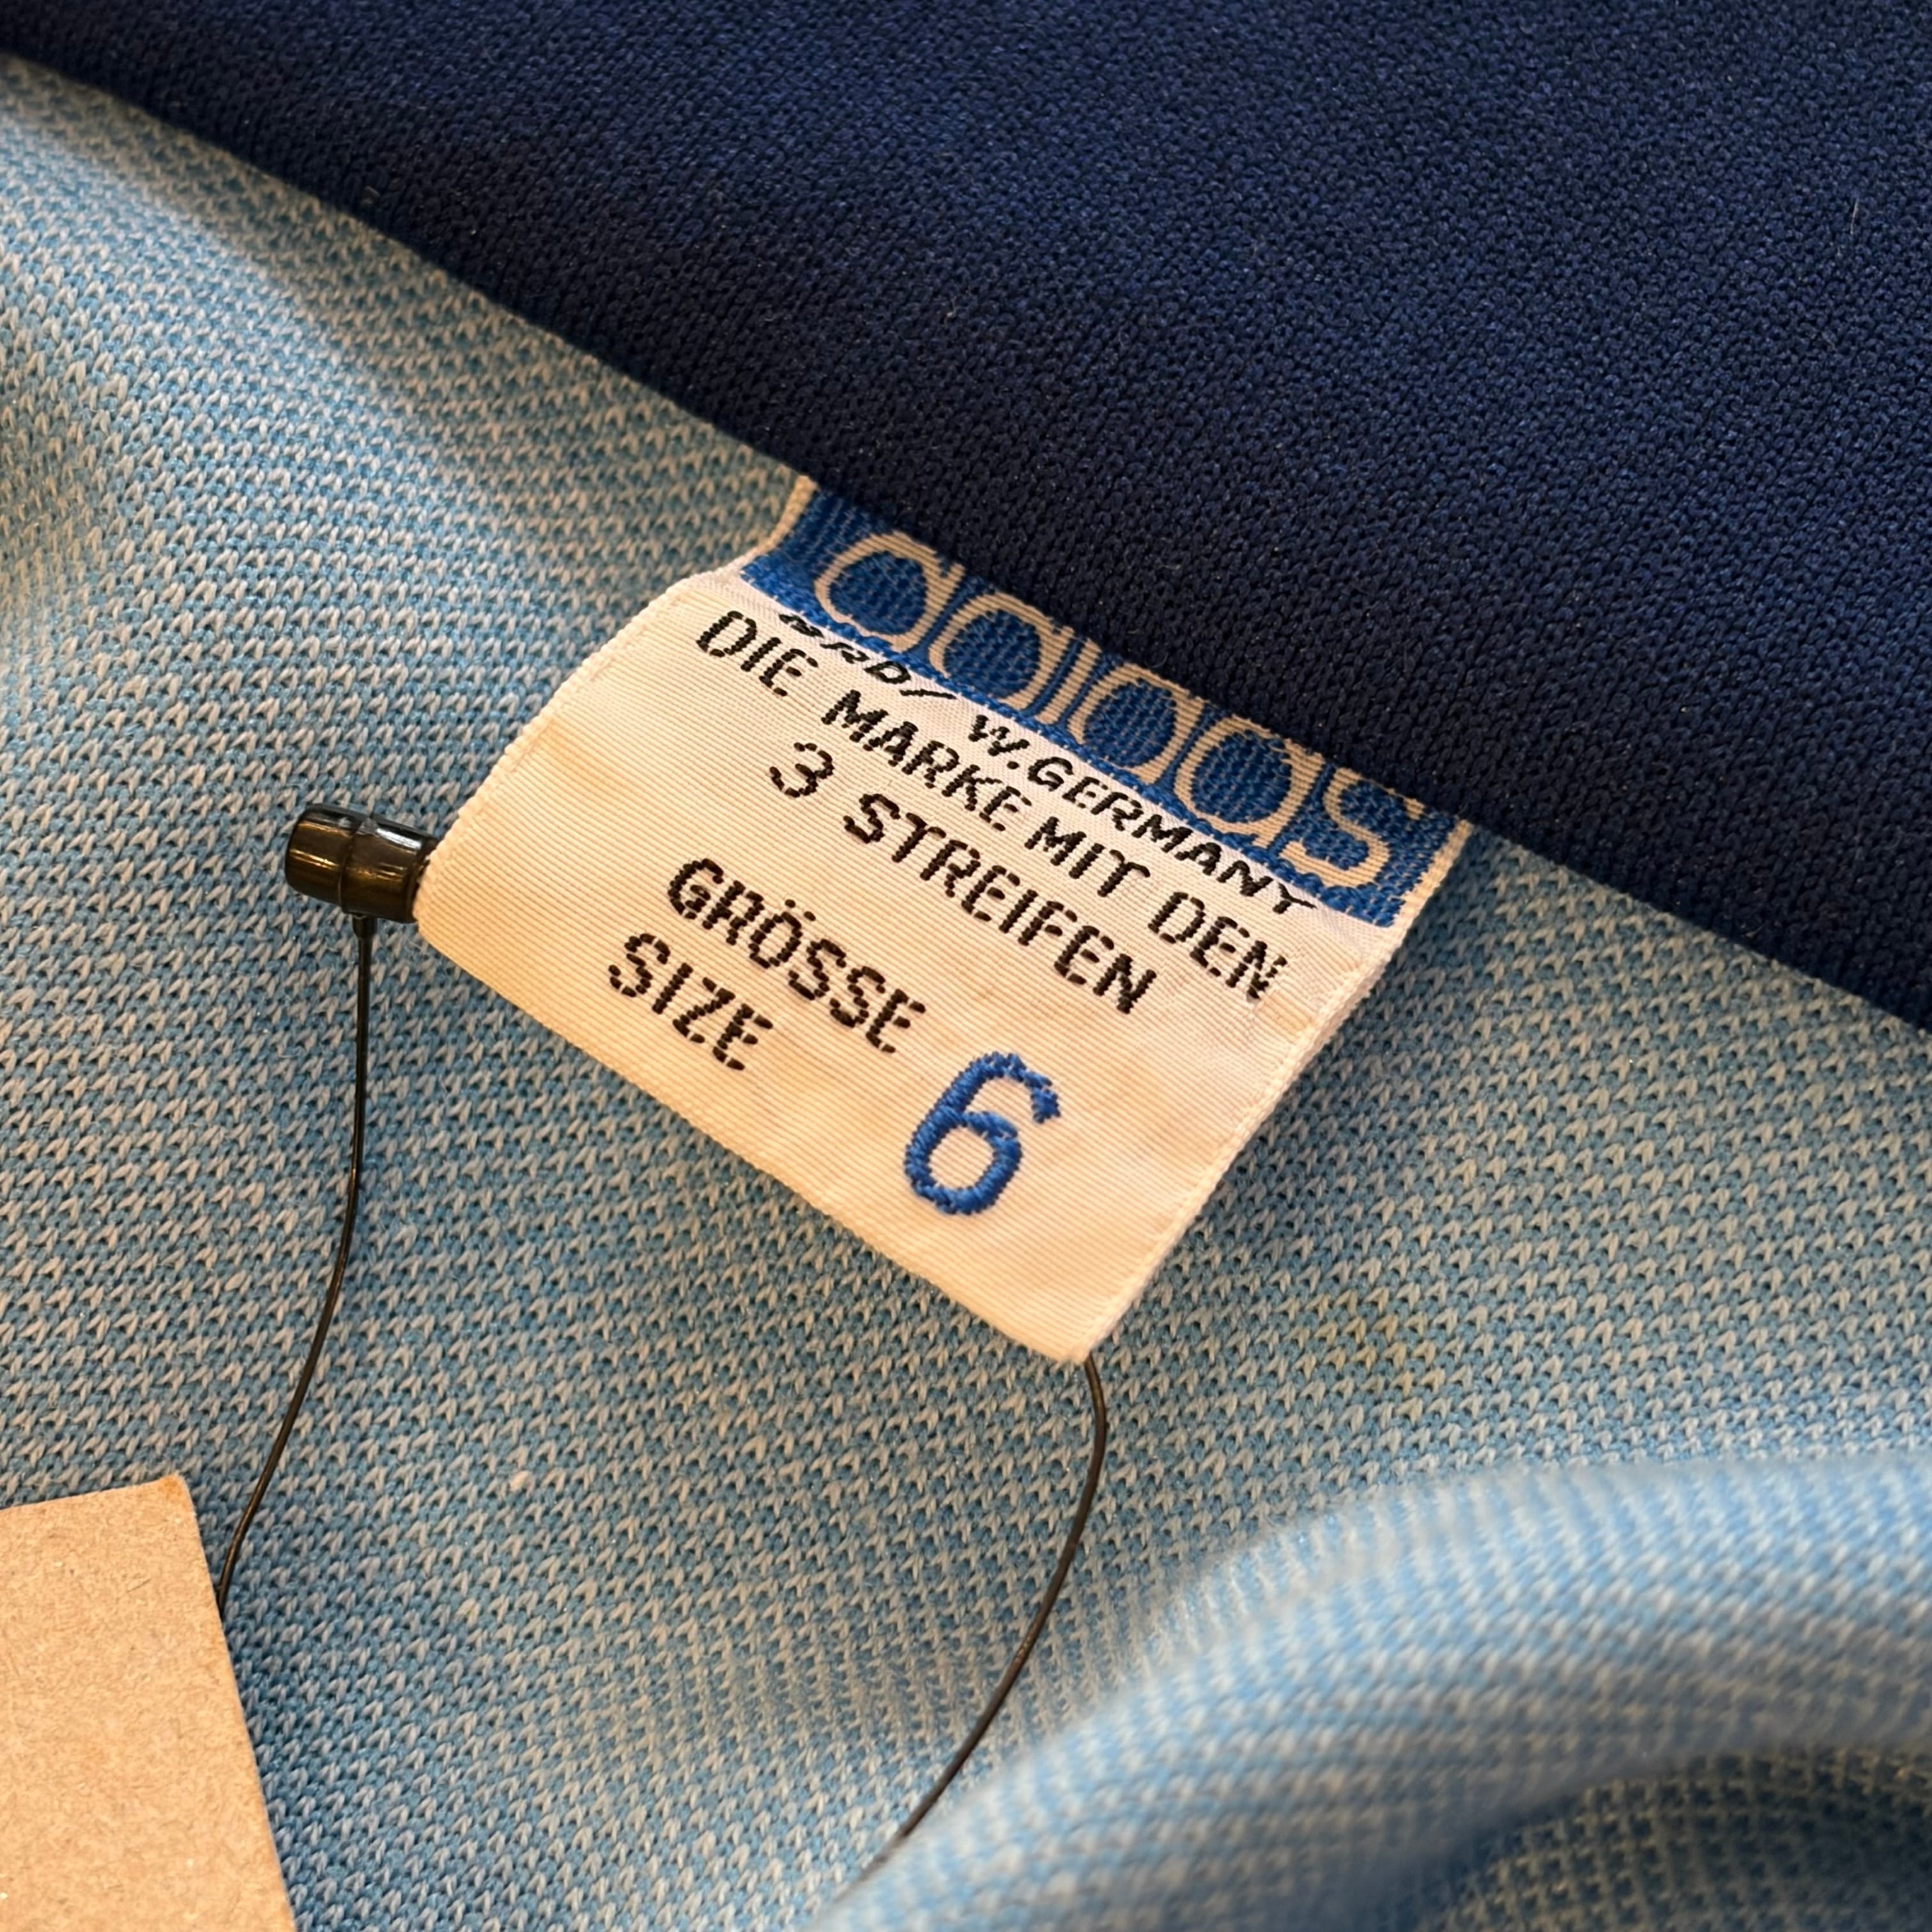 adidas
BRD/W.GERMANY
DIE MARKE MIT DEN
3 STREIFEN
GRÖSSE
SIZE 6